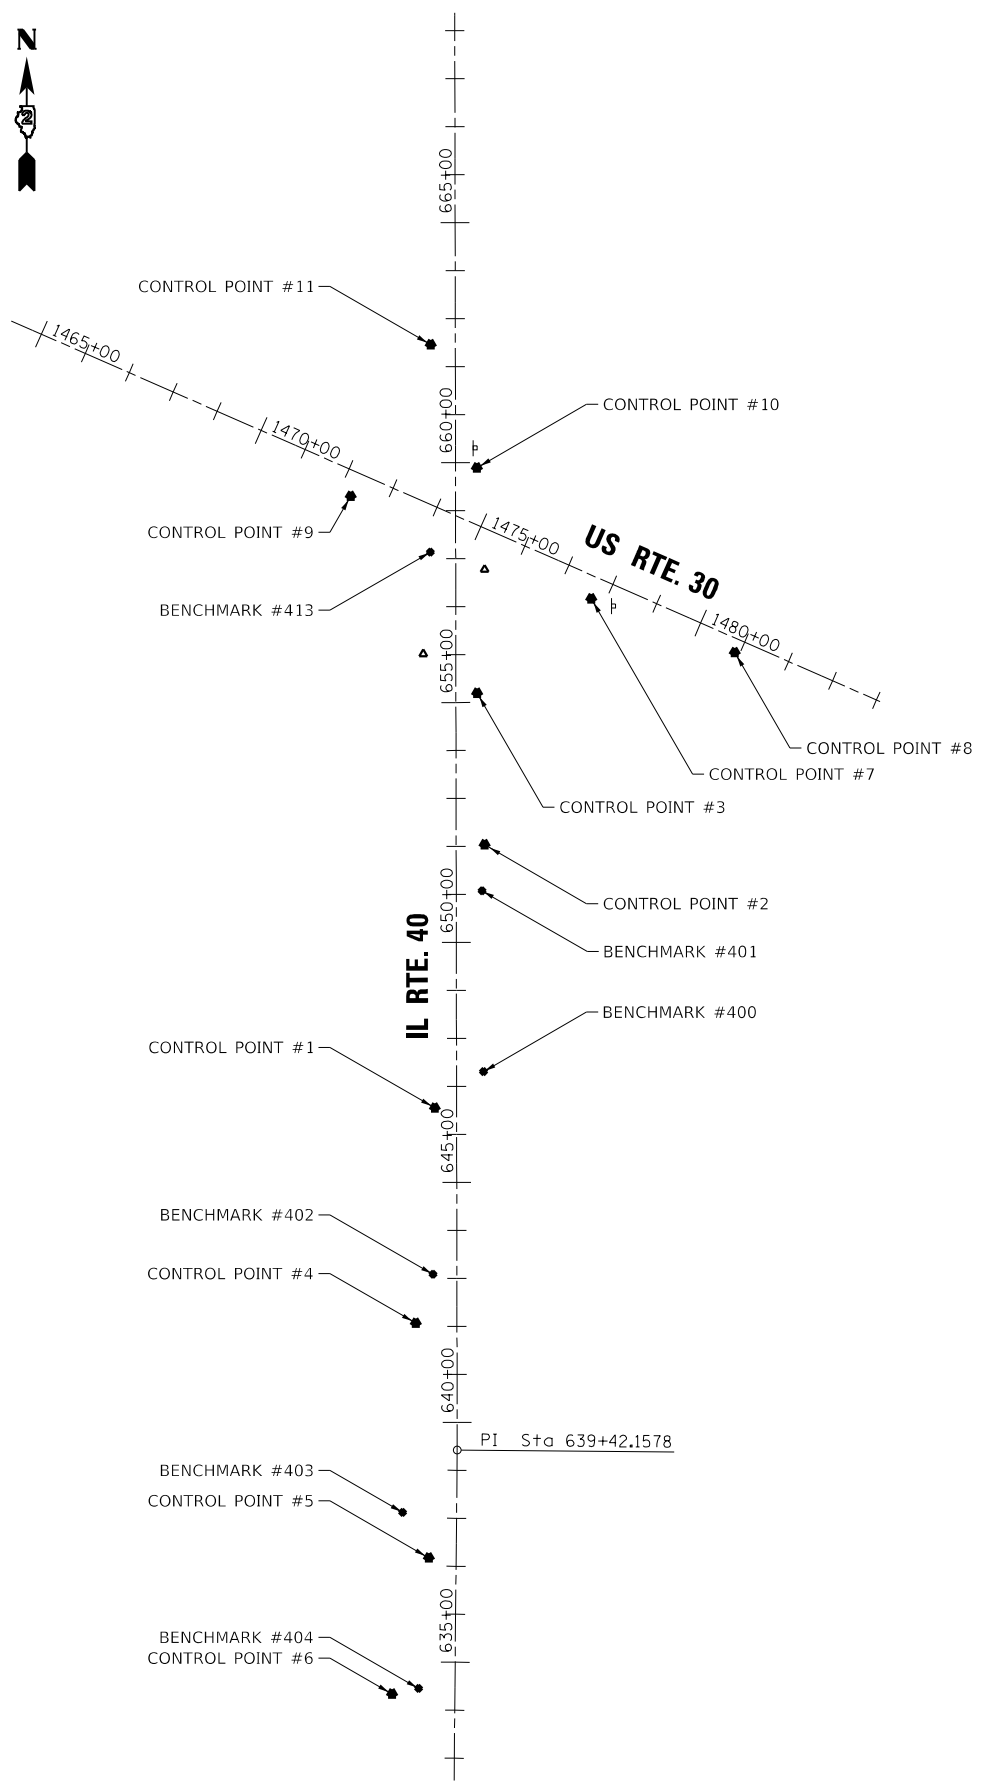 N
2
665+00
CONTROL POINT #11
1465+00
CONTROL POINT #10
660+00
1470+00
CONTROL POINT #9
1475+00
US RTE. 30
BENCHMARK #413
1480+00
655+00
CONTROL POINT #8
CONTROL POINT #7
CONTROL POINT #3
650+00
CONTROL POINT #2
IL RTE. 40
BENCHMARK #401
BENCHMARK #400
CONTROL POINT #1
645+00
BENCHMARK #402
CONTROL POINT #4
640+00
PI Sta 639+42.1578
BENCHMARK #403
CONTROL POINT #5
635+00
BENCHMARK #404
CONTROL POINT #6